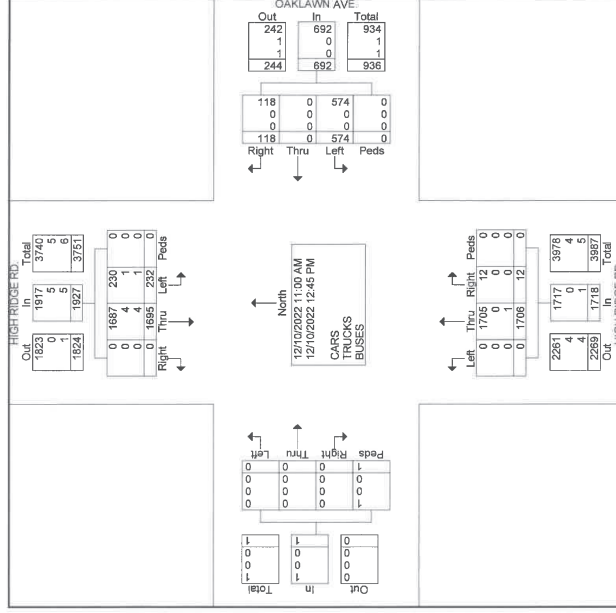 OAKLAWN AVE.
Out In Total
242 692 934
1 0 1
1 0 1
244 692 936
118 0 574 0
0 0 0 0
0 0 0 0
118 0 574 0
Right Thru Left Peds
HIGH RIDGE RD.
Out In Total
1823 1917 3740
0 5 5
1 5 6
1824 1927 3751
0 1687 230 0
0 4 1 0
0 4 1 0
0 1695 232 0
Right Thru Left Peds
North
12/10/2022 11:00 AM
12/10/2022 12:45 PM
CARS
TRUCKS
BUSES
Left Thru Right Peds
0 1705 12 0
0 0 0 0
0 1 0 0
0 1706 12 0
Out In Total
2261 1717 3978
4 0 4
4 1 5
2269 1718 3987
Left Thru Right Peds
0 0 0 1
0 0 0 0
0 0 0 0
0 0 0 1
Total In Out
1 1 0
0 0 0
0 0 0
1 1 0